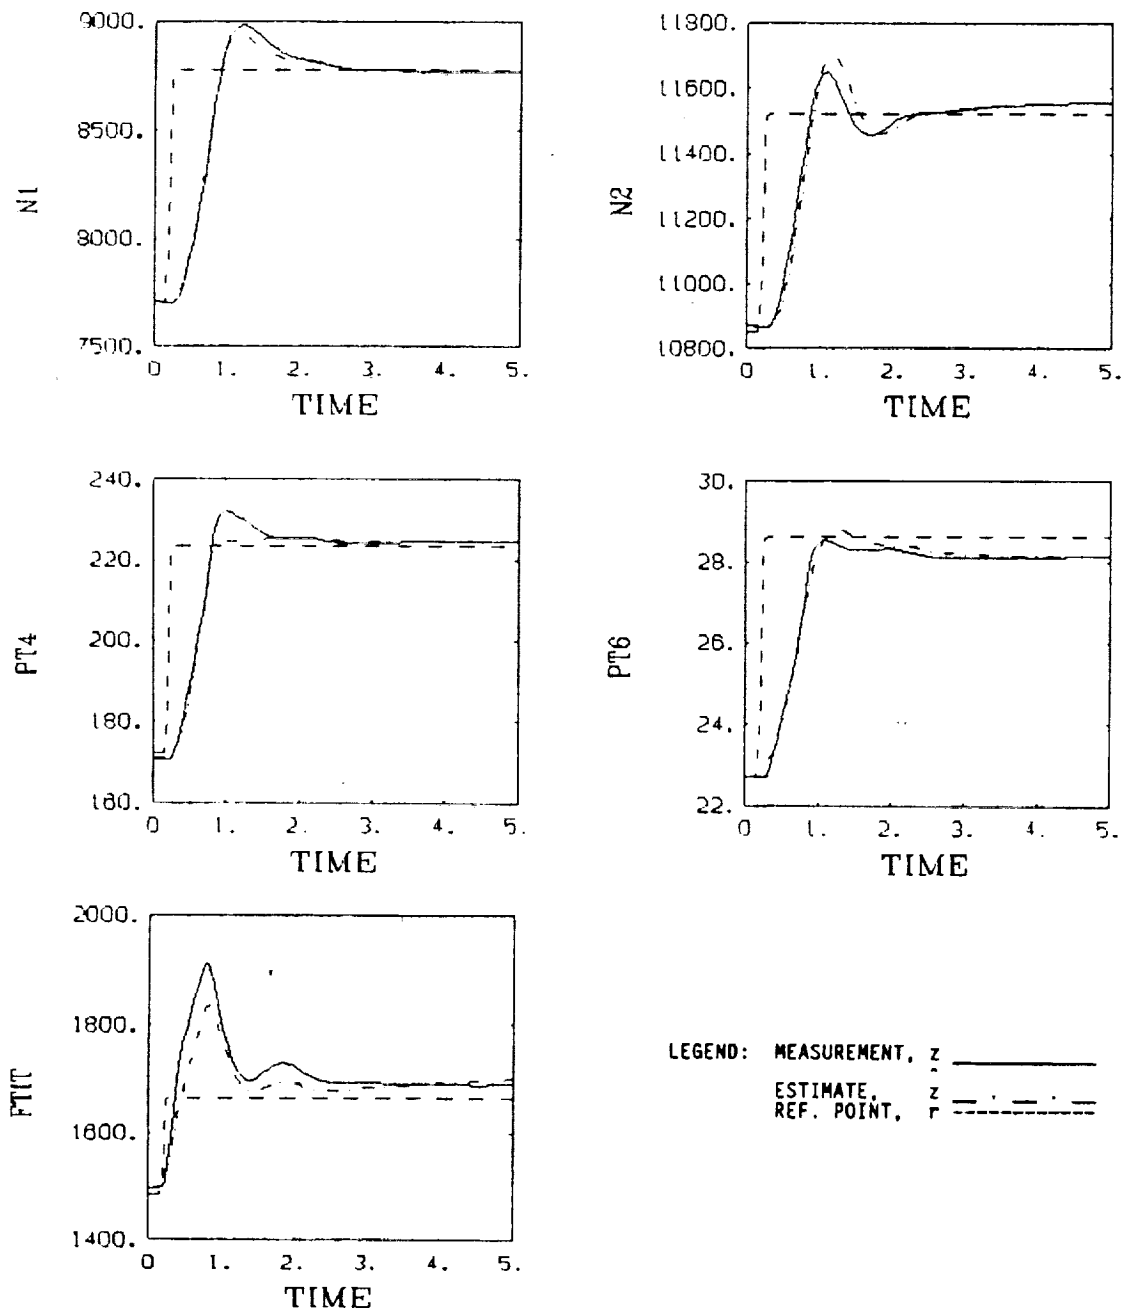 9000.
8500.
8000.
7500.
N1
0 1. 2. 3. 4. 5.
TIME
11800.
11600.
11400.
11200.
11000.
10800.
N2
0 1. 2. 3. 4. 5.
TIME
240.
220.
200.
180.
160.
PT4
0 1. 2. 3. 4. 5.
TIME
30.
28.
26.
24.
22.
PT6
0 1. 2. 3. 4. 5.
TIME
2000.
1800.
1600.
1400.
FTIT
0 1. 2. 3. 4. 5.
TIME
LEGEND: MEASUREMENT, z
ESTIMATE, ẑ
REF. POINT, r